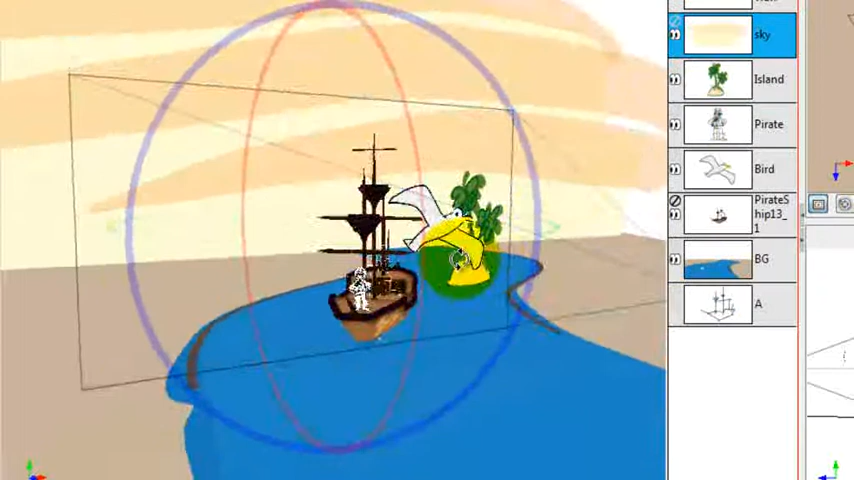 sky
Island
Pirate
Bird
PirateS
hip13_
1
BG
A